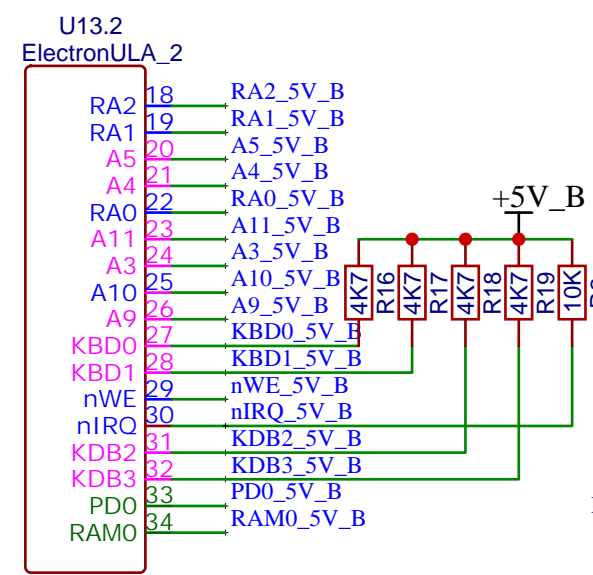 U13.2
ElectronULA_2
RA2 18 RA2_5V_B
RA1 19 RA1_5V_B
A5 20 A5_5V_B
A4 21 A4_5V_B
RA0 22 RA0_5V_B
+5V_B
A11 23 A11_5V_B
A3 24 A3_5V_B
A10 25 A10_5V_B
A9 26 A9_5V_B
4K7 R16 4K7 R17 4K7 R18 4K7 R19 10K
KBD0 27 KBD0_5V_B
KBD1 28 KBD1_5V_B
nWE 29 nWE_5V_B
nIRQ 30 nIRQ_5V_B
KDB2 31 KDB2_5V_B
KDB3 32 KDB3_5V_B
PD0 33 PD0_5V_B
RAM0 34 RAM0_5V_B